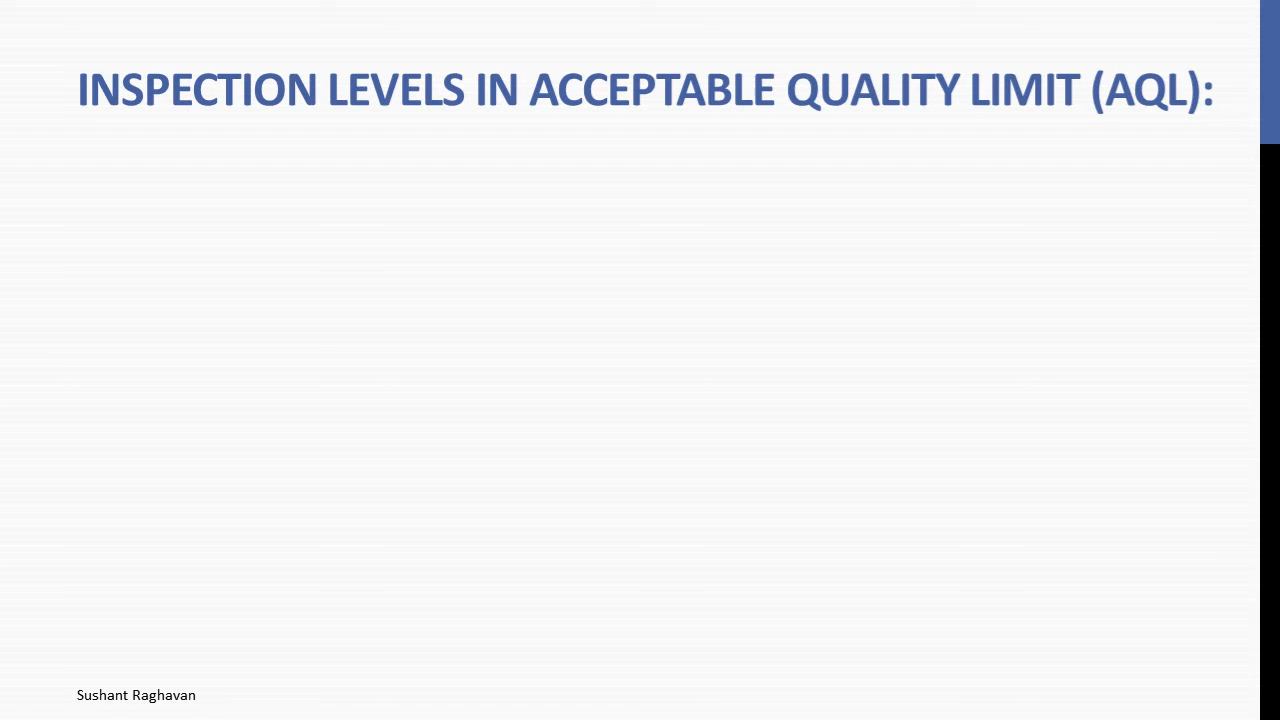 INSPECTION LEVELS IN ACCEPTABLE QUALITY LIMIT (AQL):
Sushant Raghavan